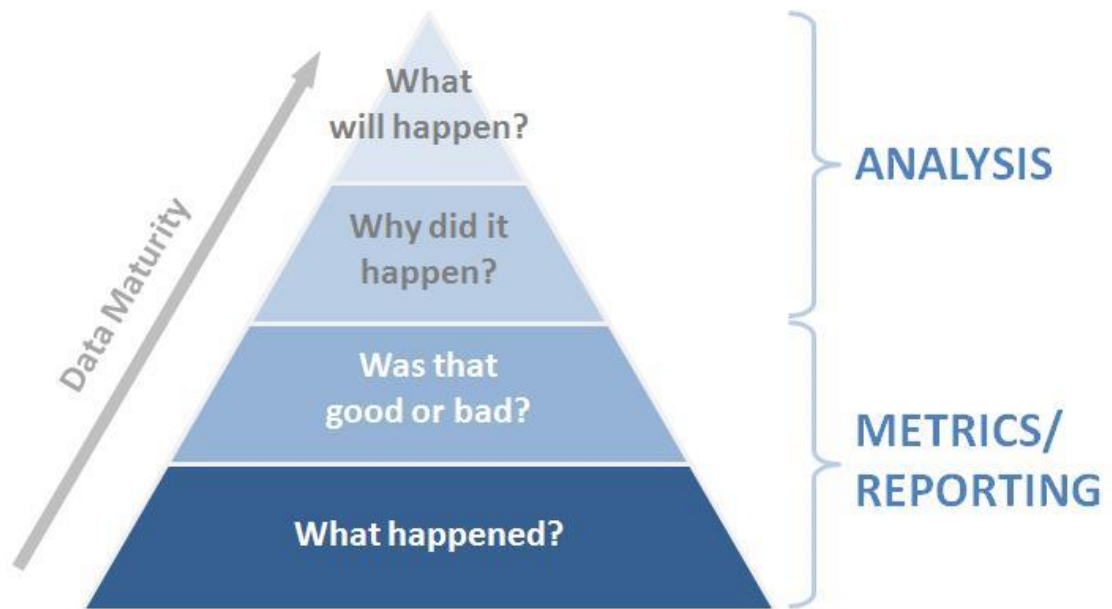 What
will happen?
ANALYSIS
Why did it
happen?
Data Maturity
Was that
good or bad?
METRICS/
REPORTING
What happened?